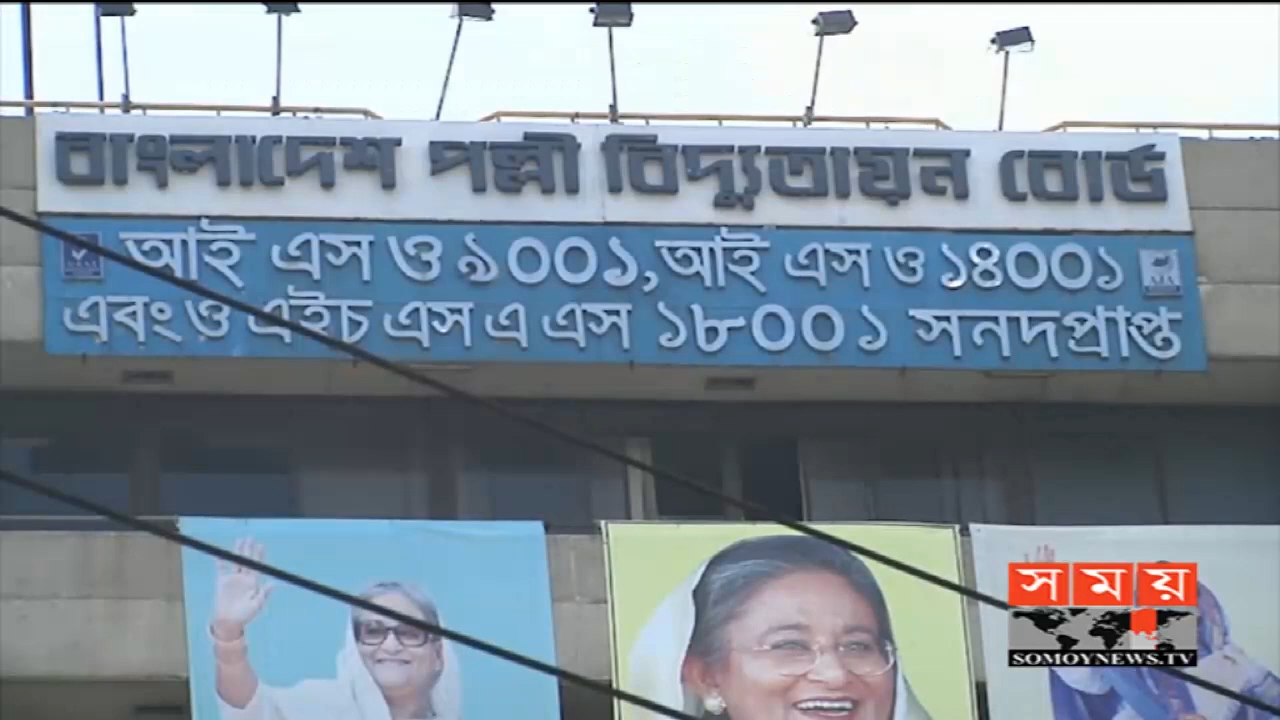 বাংলাদেশ পল্লী বিদ্যুতায়ন বোর্ড
আই এস ও ৯০০১, আই এস ও ১৪০০১
এবং ও এইচ এস এ এস ১৮০০১ সনদপ্রাপ্ত
সময়
SOMOYNEWS.TV